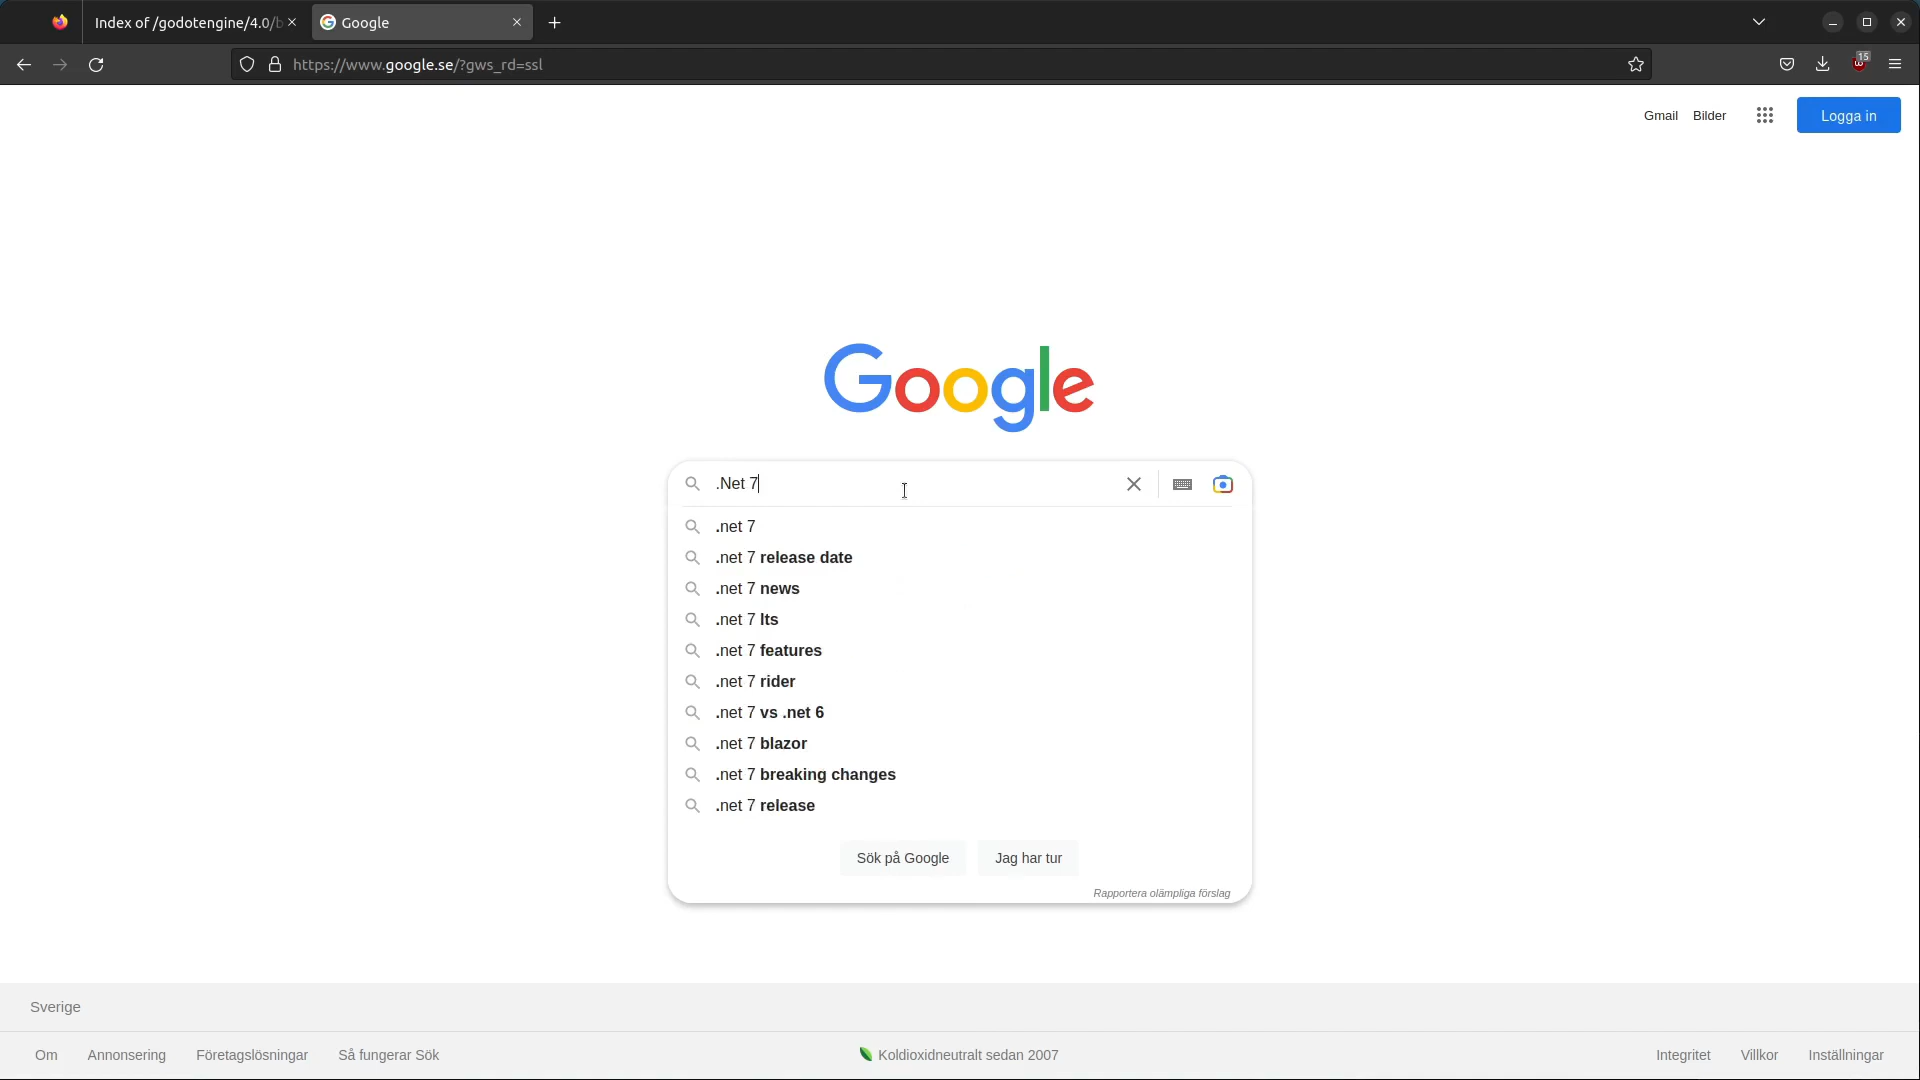 Index of /godotengine/4.0/b
Google
https://www.google.se/?gws_rd=ssl
15
Gmail
Bilder
Logga in
Google
.Net 7
.net 7
.net 7 release date
.net 7 news
.net 7 lts
.net 7 features
.net 7 rider
.net 7 vs .net 6
.net 7 blazor
.net 7 breaking changes
.net 7 release
Sök på Google
Jag har tur
Rapportera olämpliga förslag
Sverige
Om
Annonsering
Företagslösningar
Så fungerar Sök
Koldioxidneutralt sedan 2007
Integritet
Villkor
Inställningar